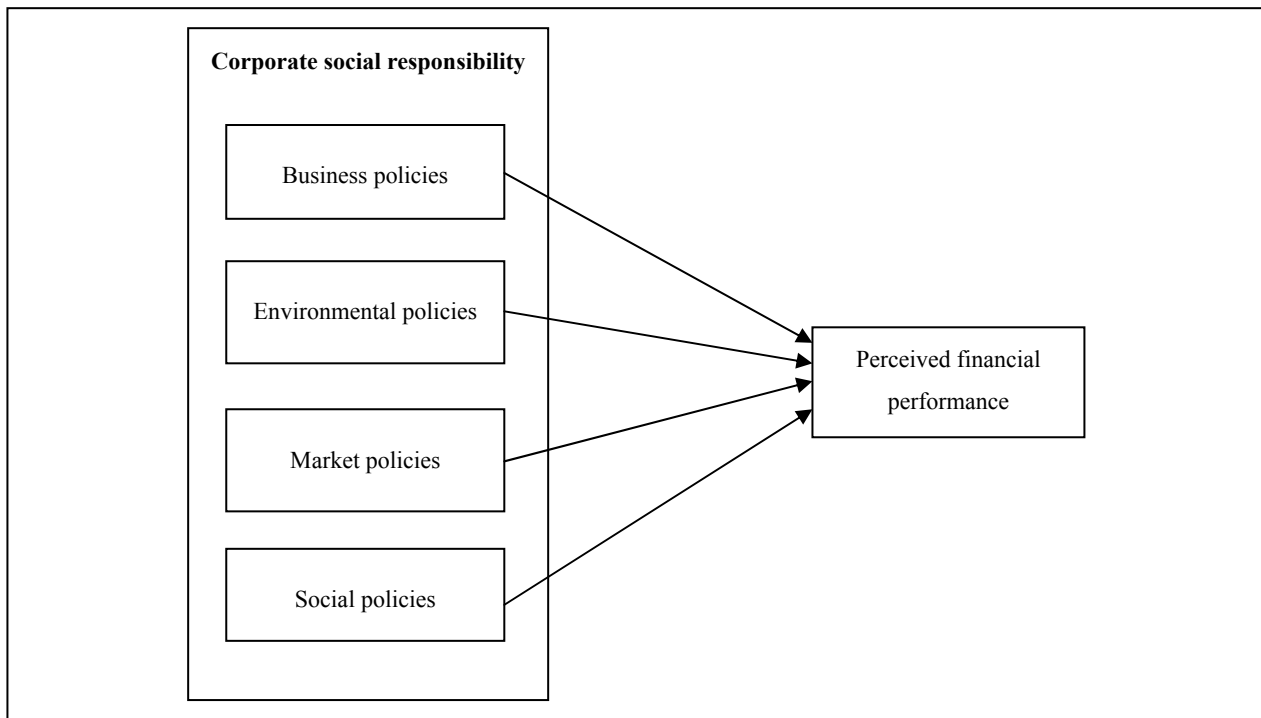 Corporate social responsibility
Business policies
Environmental policies
Market policies
Social policies
Perceived financial
performance